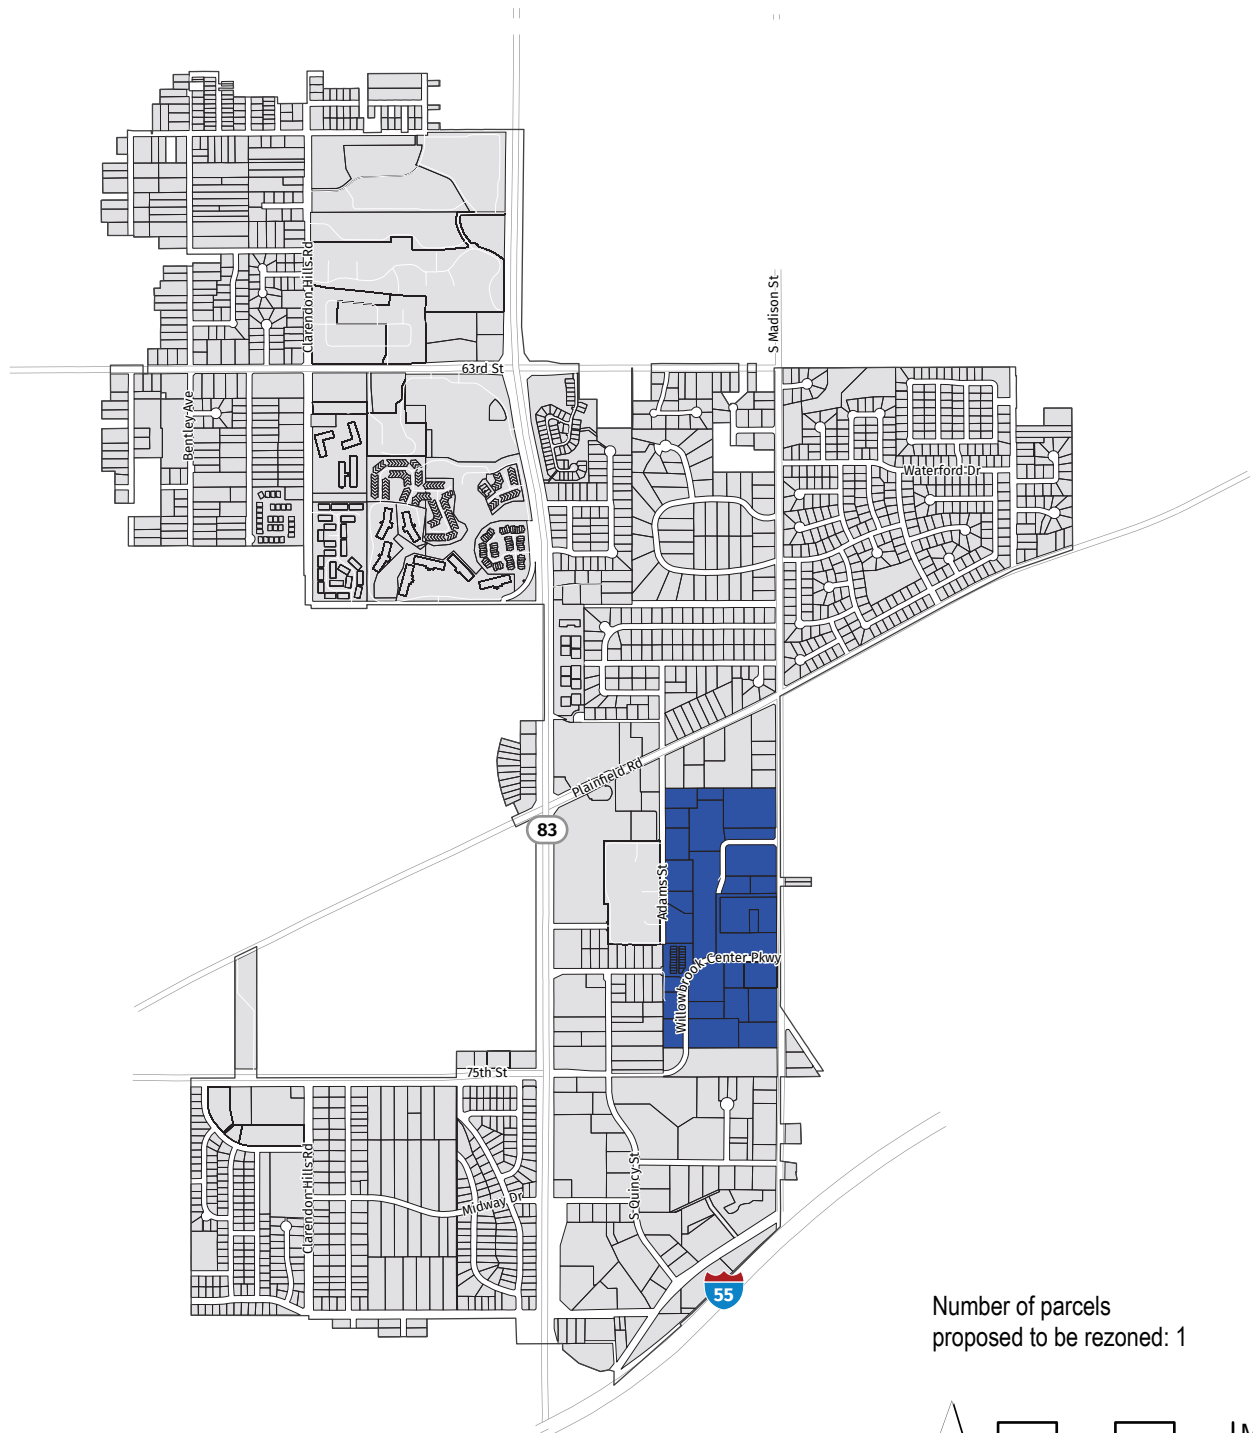 S Madison St
Clarendon Hills Rd
63rd St
Bentley Ave
Waterford Dr
Plainfield Rd
83
Adams St
Willowbrook Center Pkwy
75th St
Clarendon Hills Rd
S Quincy St
Midway Dr
55
Number of parcels
proposed to be rezoned: 1